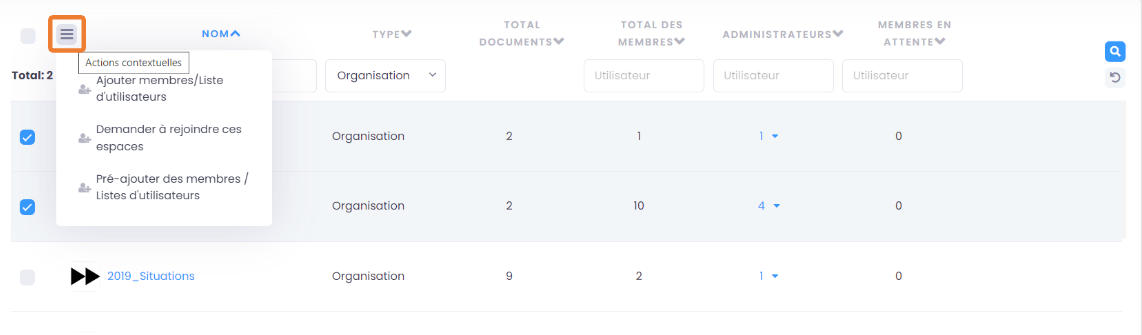 NOM
TYPE
TOTAL
DOCUMENTS
TOTAL DES
MEMBRES
ADMINISTRATEURS
MEMBRES EN
ATTENTE
Actions contextuelles
Total: 2
Organisation
Utilisateur
Utilisateur
Utilisateur
Ajouter membres/Liste
d'utilisateurs
Demander à rejoindre ces
espaces
Pré-ajouter des membres /
Listes d'utilisateurs
Organisation 2 1 1 0
Organisation 2 10 4 0
2019_Situations Organisation 9 2 1 0